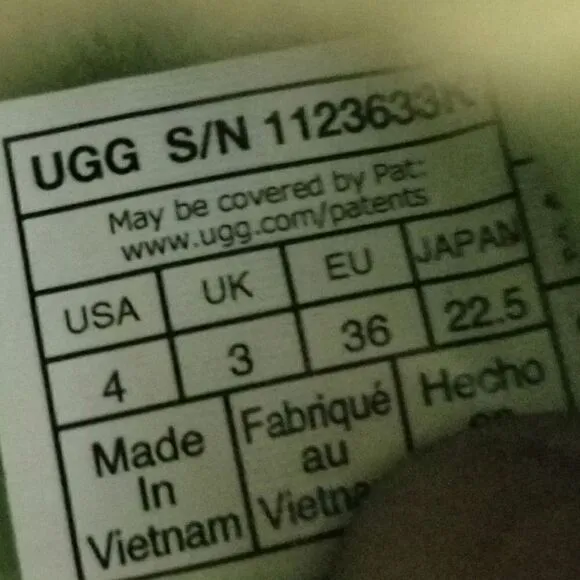 UGG S/N 1123633K
May be covered by Pat:
www.ugg.com/patents
USA UK EU JAPAN
4 3 36 22.5
Made In Vietnam
Fabriqué au
Hecho